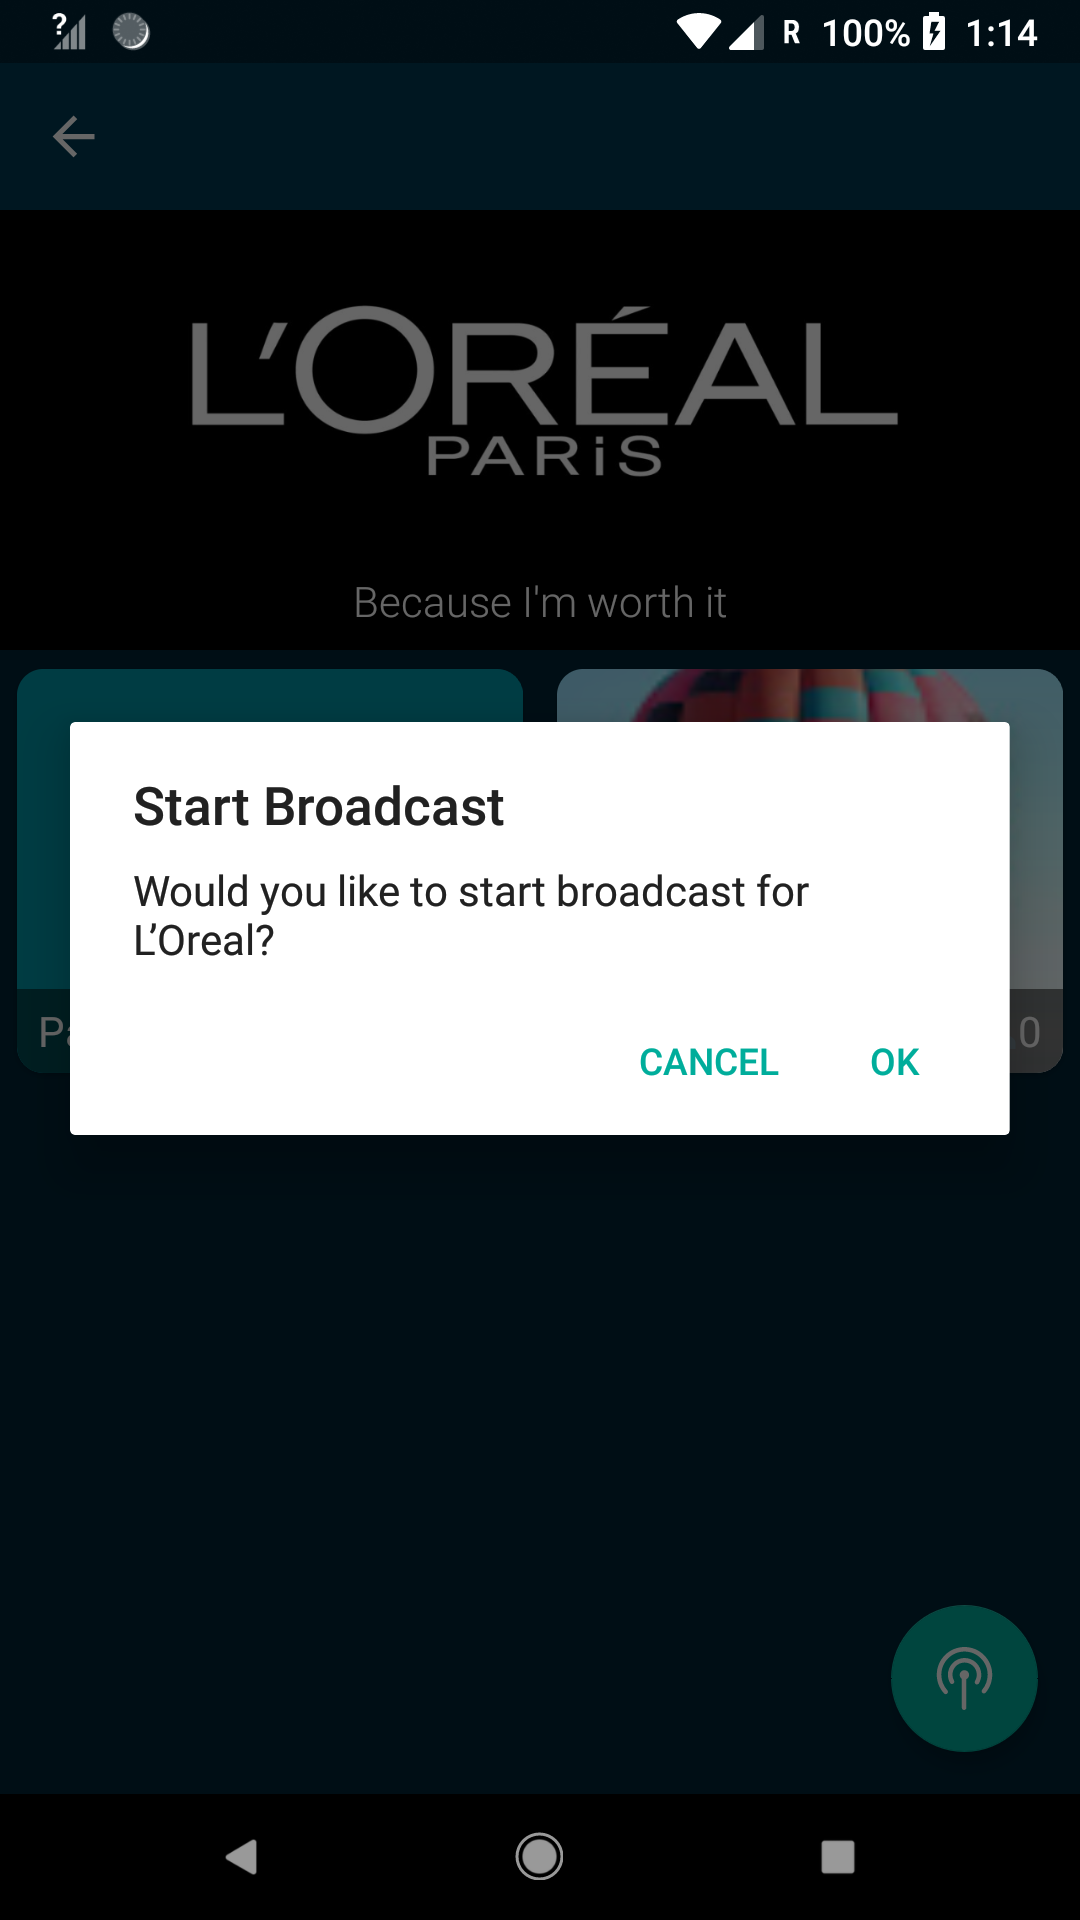 ? R 100% 1:14
L'ORÉAL
PARiS
Because I'm worth it
Start Broadcast
Would you like to start broadcast for
L’Oreal?
0
CANCEL OK